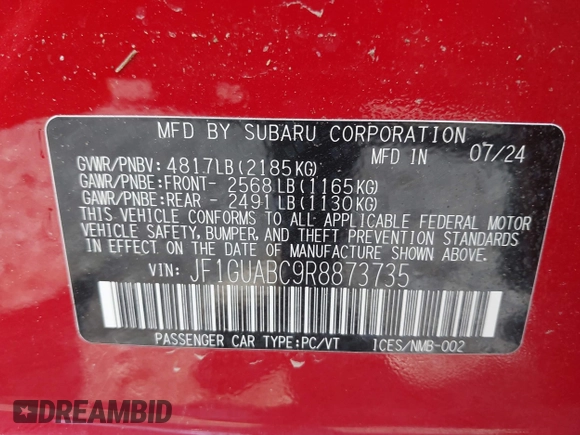 MFD BY SUBARU CORPORATION
GVWR/PNBV: 4817LB(2185KG) MFD IN 07/24
GAWR/PNBE:FRONT- 2568LB(1165KG)
GAWR/PNBE:REAR - 2491LB(1130KG)
THIS VEHICLE CONFORMS TO ALL APPLICABLE FEDERAL MOTOR
VEHICLE SAFETY, BUMPER, AND THEFT PREVENTION STANDARDS
IN EFFECT ON THE DATE OF MANUFACTURE SHOWN ABOVE.
VIN: JF1GUABC9R8873735
PASSENGER CAR TYPE:PC/VT 1CES/NMB-002
DREAMBID